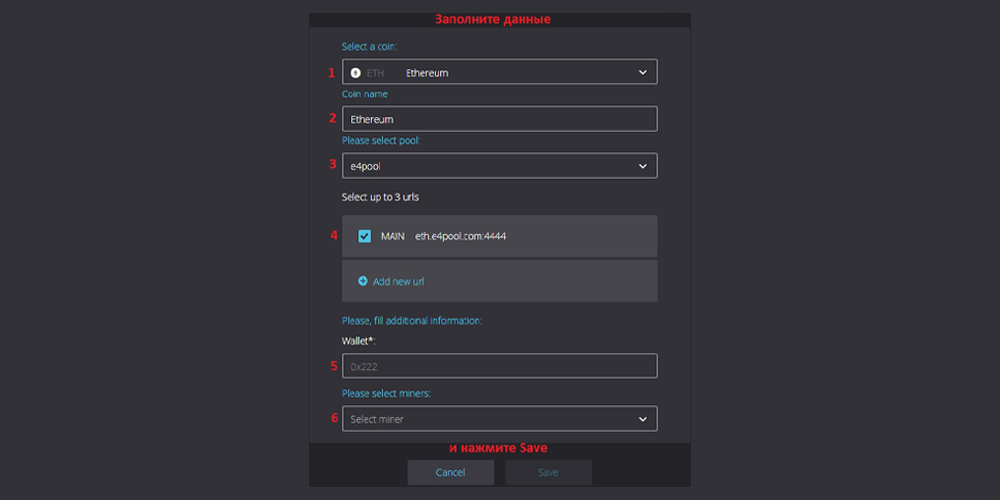 Заполните данные
Select a coin:
1 ETH Ethereum
Coin name
2 Ethereum
Please select pool:
3 e4pool
Select up to 3 urls
4 MAIN eth.e4pool.com:4444
Add new url
Please, fill additional information:
Wallet*:
5 0x222
Please select miners:
6 Select miner
и нажмите Save
Cancel Save